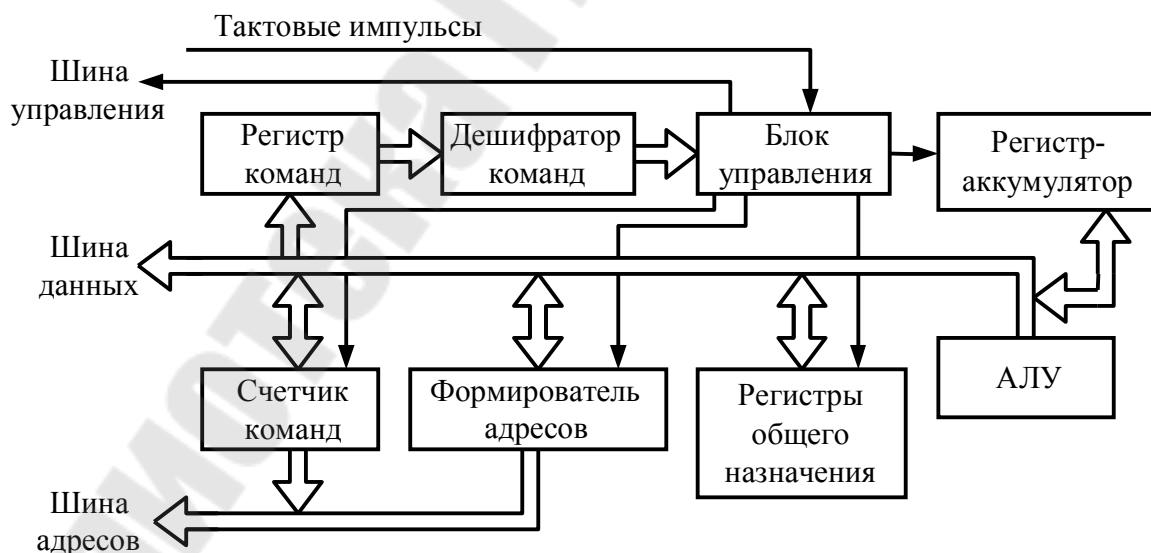 Тактовые импульсы
Шина
управления
Регистр
команд
Дешифратор
команд
Блок
управления
Регистр-
аккумулятор
Шина
данных
Счетчик
команд
Формирователь
адресов
Регистры
общего
назначения
АЛУ
Шина
адресов